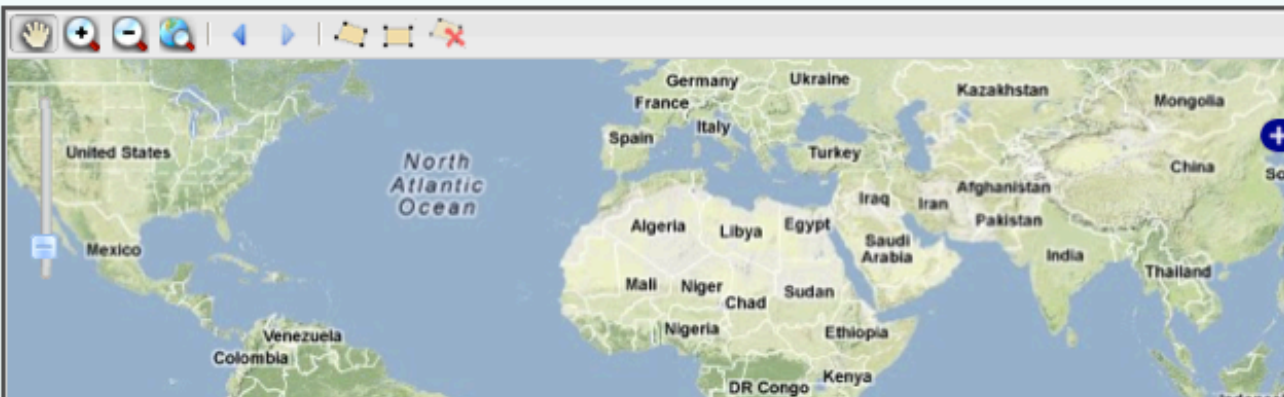 Germany
Ukraine
Kazakhstan
Mongolia
France
Italy
Spain
United States
Turkey
China
North
Atlantic
Ocean
Afghanistan
Iraq
Iran
Pakistan
Algeria
Libya
Egypt
Saudi
Arabia
Mexico
India
Thailand
Mali
Niger
Chad
Sudan
Nigeria
Ethiopia
Venezuela
Colombia
Kenya
DR Congo